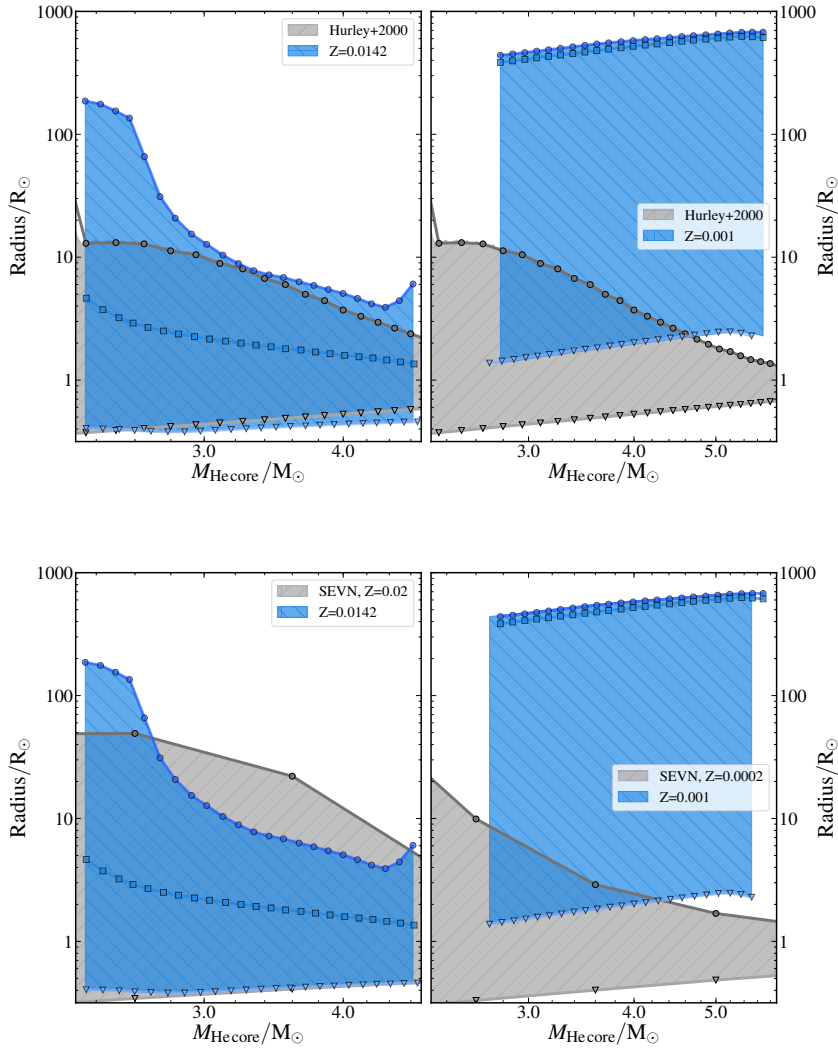 1000
100
10
1
Radius/R⊙
3.0
4.0
M_He core/M⊙
Hurley+2000
Z=0.0142
1000
100
10
1
Radius/R⊙
3.0
4.0
5.0
M_He core/M⊙
Hurley+2000
Z=0.001
1000
100
10
1
Radius/R⊙
3.0
4.0
M_He core/M⊙
SEVN, Z=0.02
Z=0.0142
1000
100
10
1
Radius/R⊙
3.0
4.0
5.0
M_He core/M⊙
SEVN, Z=0.0002
Z=0.001